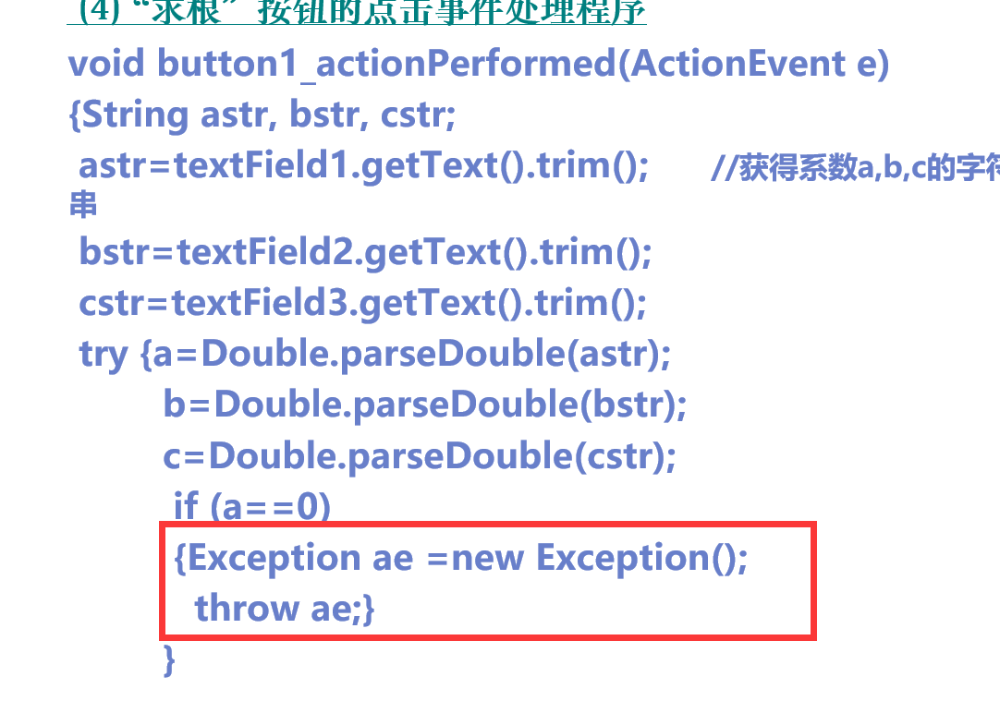 (4) “求根” 按钮的点击事件处理程序
void button1_actionPerformed(ActionEvent e)
{String astr, bstr, cstr;
astr=textField1.getText().trim(); //获得系数a,b,c的字符
串
bstr=textField2.getText().trim();
cstr=textField3.getText().trim();
try {a=Double.parseDouble(astr);
b=Double.parseDouble(bstr);
c=Double.parseDouble(cstr);
if (a==0)
{Exception ae =new Exception();
throw ae;}
}